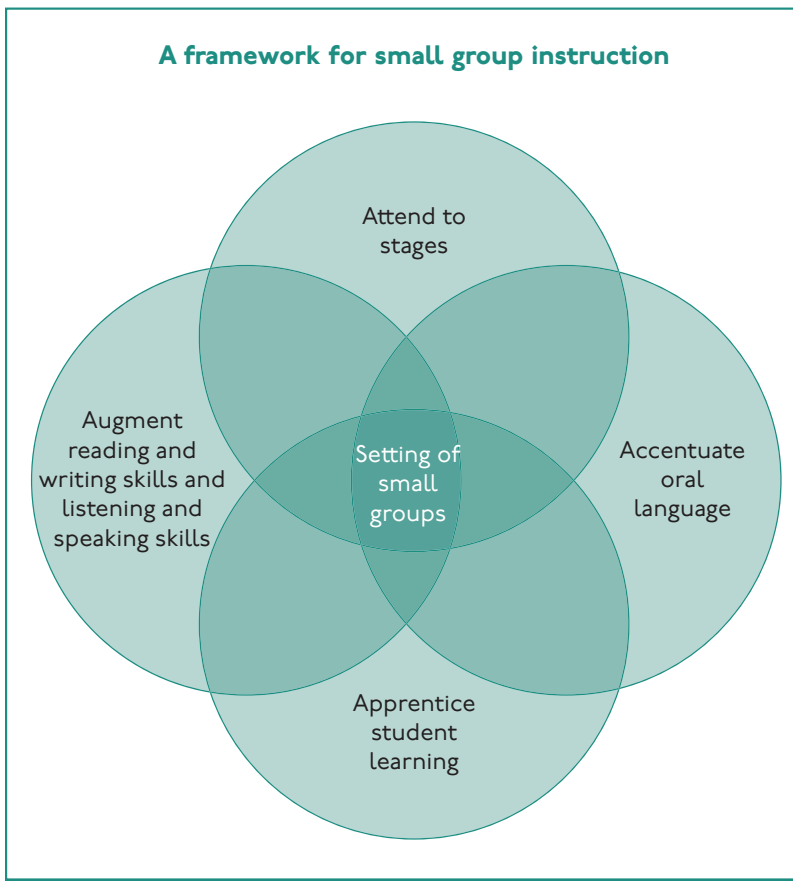 A framework for small group instruction
Attend to
stages
Augment
reading and
writing skills and
listening and
speaking skills
Setting of
small
groups
Accentuate
oral
language
Apprentice
student
learning